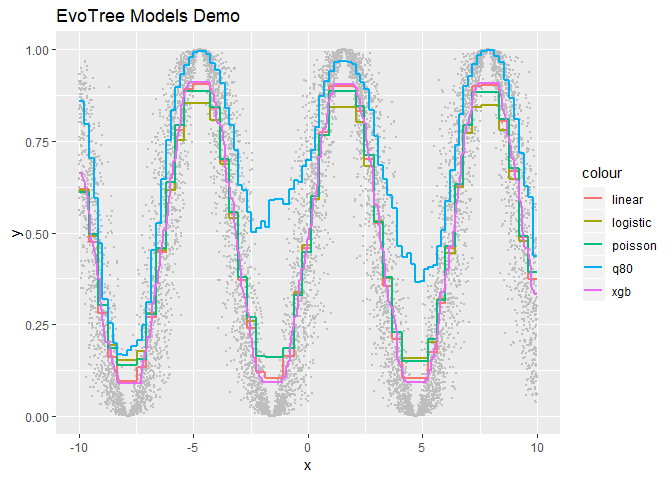 EvoTree Models Demo
1.00
0.75
0.50
0.25
0.00
y
-10
-5
0
5
10
x
colour
linear
logistic
poisson
q80
xgb